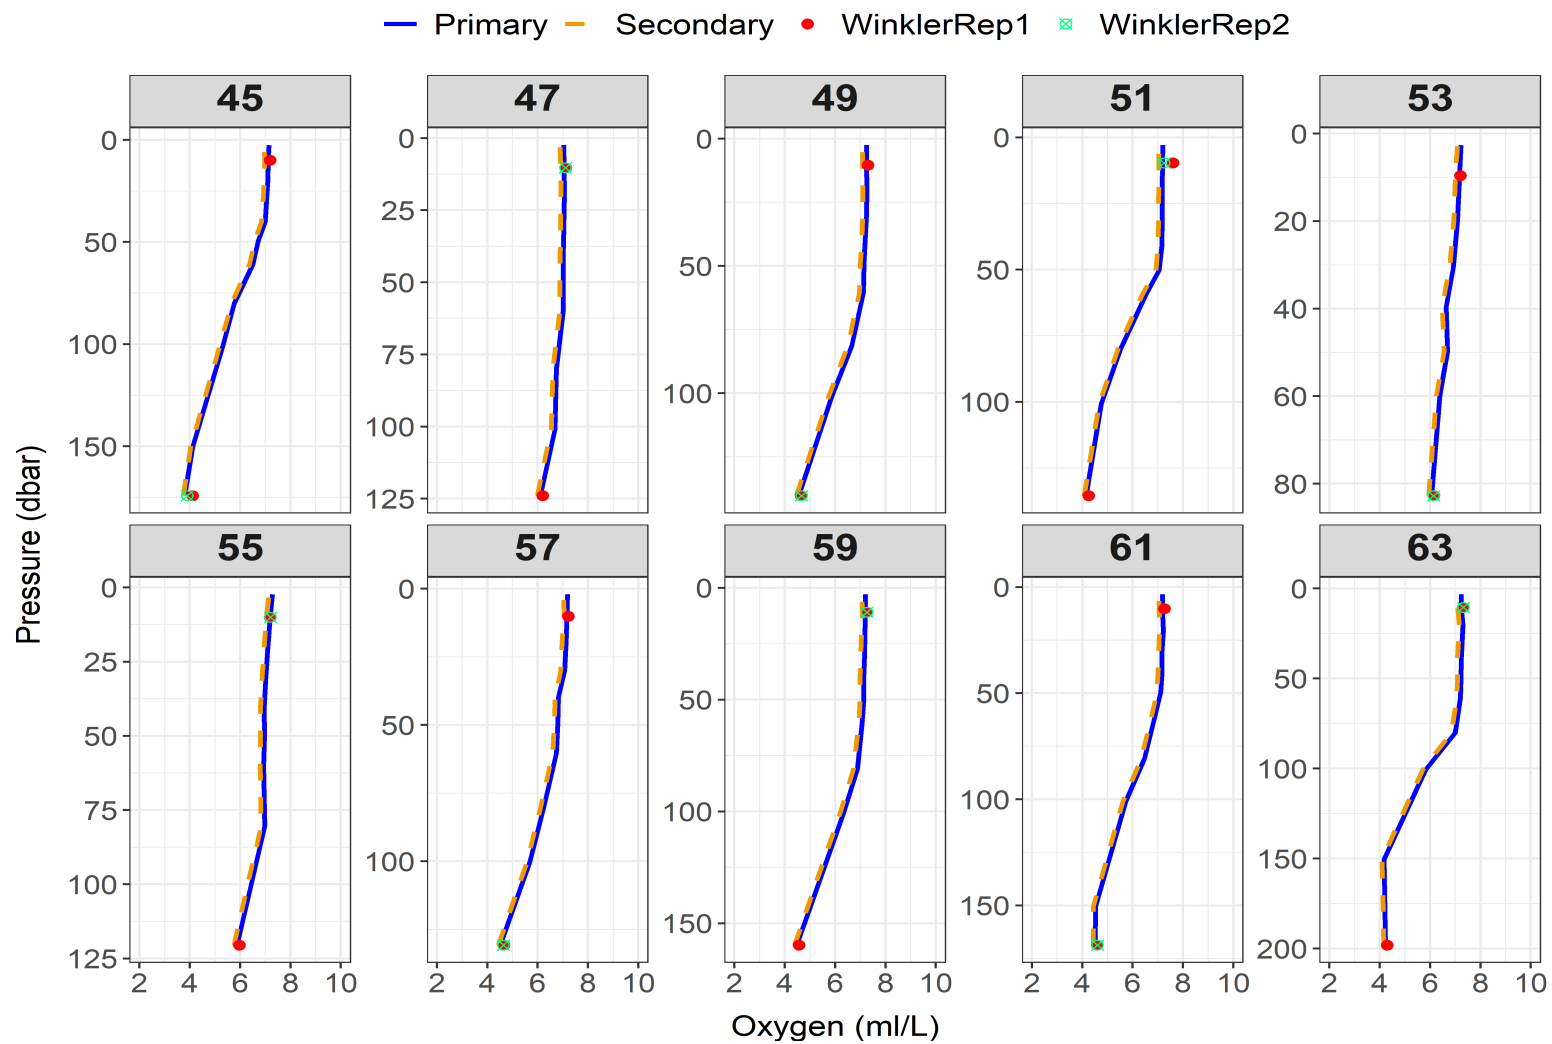 Primary Secondary WinklerRep1 WinklerRep2
45 47 49 51 53
0 50 100 150
0 25 50 75 100 125
0 50 100
0 50 100
0 20 40 60 80
Pressure (dbar)
55 57 59 61 63
0 25 50 75 100 125
0 50 100
0 50 100 150
0 50 100 150
0 50 100 150 200
2 4 6 8 10 2 4 6 8 10 2 4 6 8 10 2 4 6 8 10 2 4 6 8 10
Oxygen (ml/L)